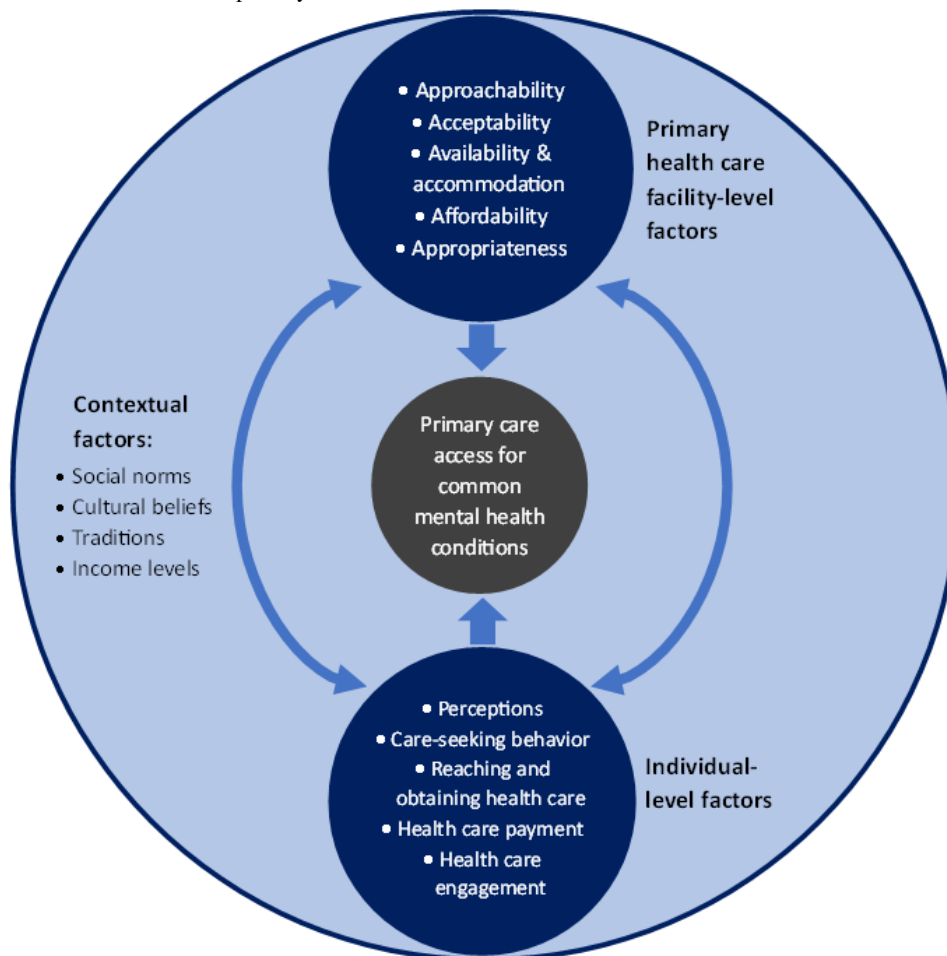 • Approachability
• Acceptability
• Availability &
accommodation
• Affordability
• Appropriateness
Primary
health care
facility-level
factors
Contextual
factors:
• Social norms
• Cultural beliefs
• Traditions
• Income levels
Primary care
access for
common
mental health
conditions
• Perceptions
• Care-seeking behavior
• Reaching and
obtaining health care
• Health care payment
• Health care
engagement
Individual-
level factors